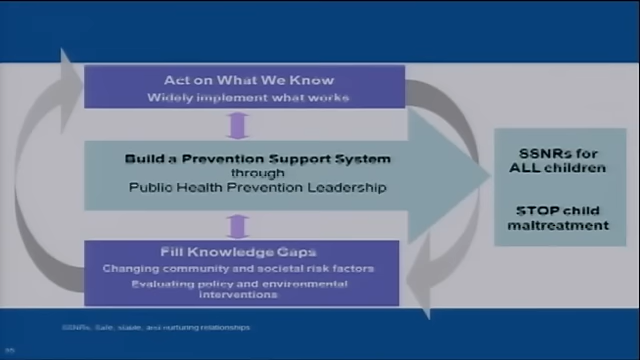 Act on What We Know
Widely implement what works
Build a Prevention Support System
through
Public Health Prevention Leadership
SSNRs for
ALL children
STOP child
maltreatment
Fill Knowledge Gaps
Changing community and societal risk factors
Evaluating policy and environmental
interventions
SSNRs, Safe, stable, and nurturing relationships